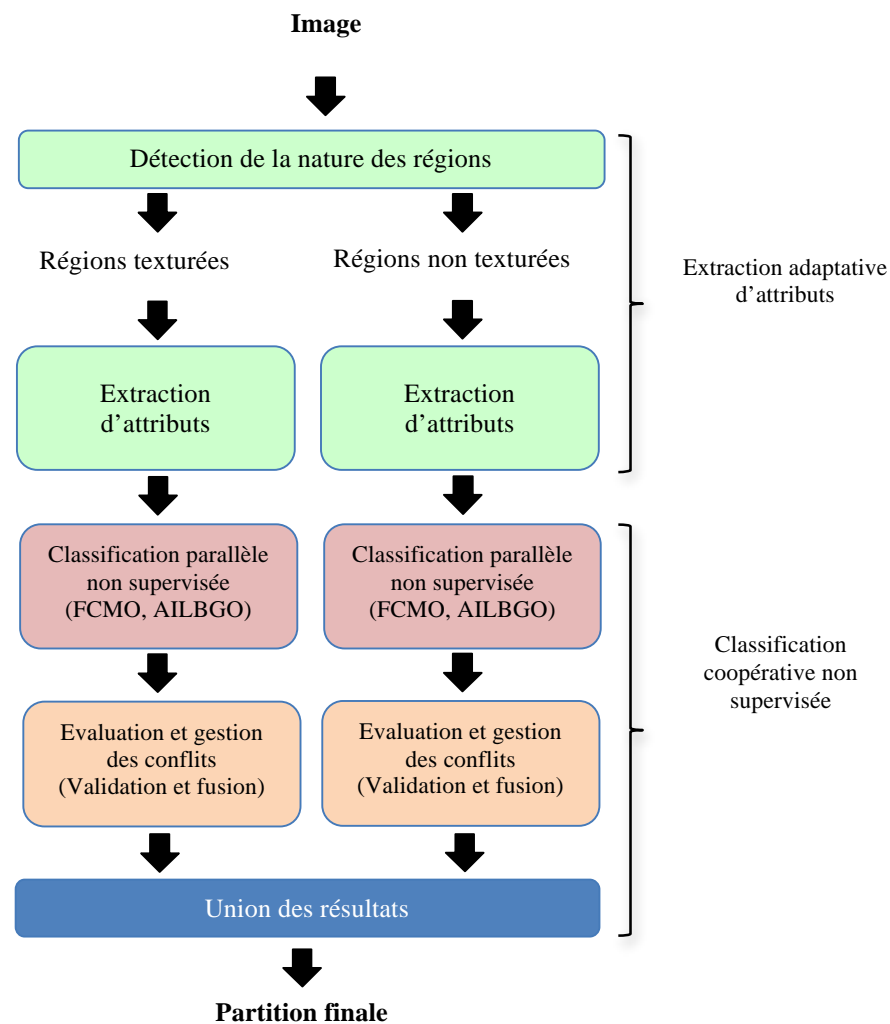 Image
Détection de la nature des régions
Régions texturées
Régions non texturées
Extraction adaptative
d’attributs
Extraction
d’attributs
Extraction
d’attributs
Classification parallèle
non supervisée
(FCMO, AILBGO)
Classification parallèle
non supervisée
(FCMO, AILBGO)
Classification
coopérative non
supervisée
Evaluation et gestion
des conflits
(Validation et fusion)
Evaluation et gestion
des conflits
(Validation et fusion)
Union des résultats
Partition finale